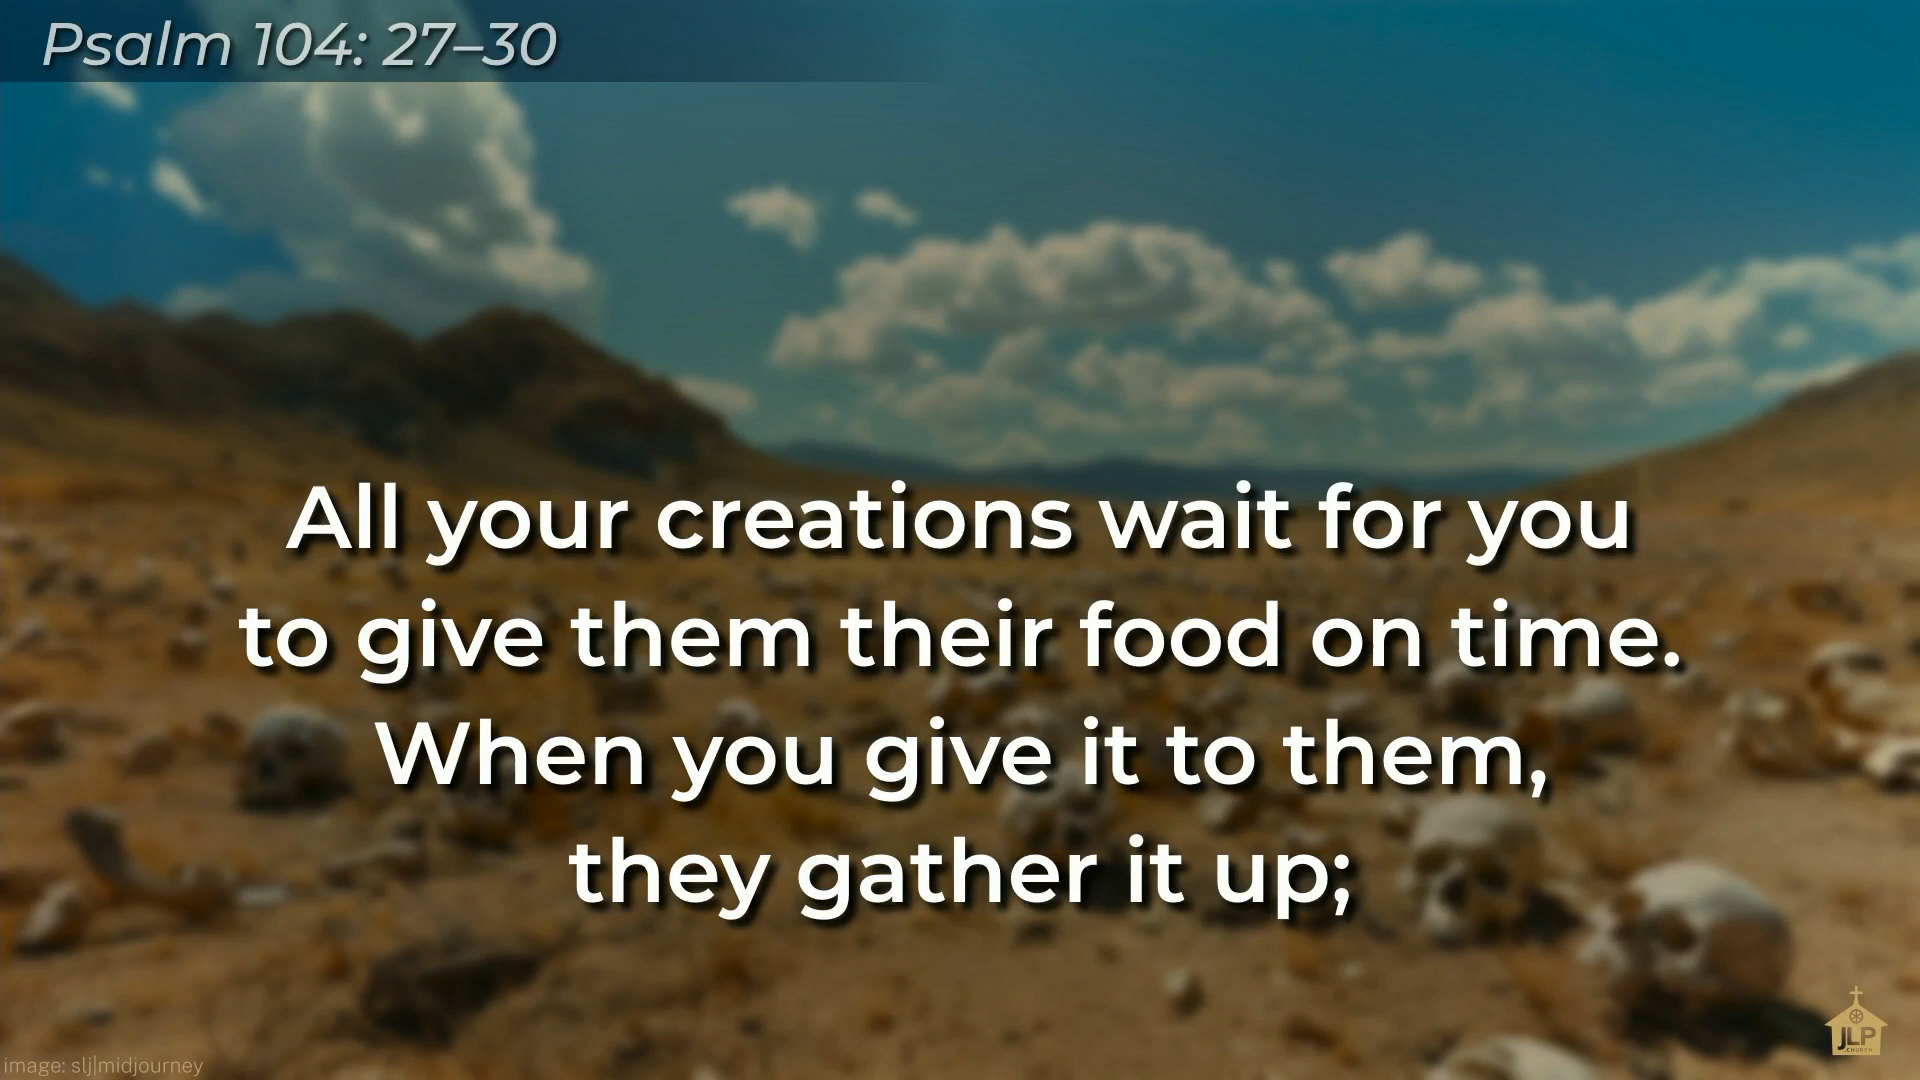 Psalm 104: 27–30
All your creations wait for you
to give them their food on time.
When you give it to them,
they gather it up;
image: slj|midjourney
JLP
.CHURCH